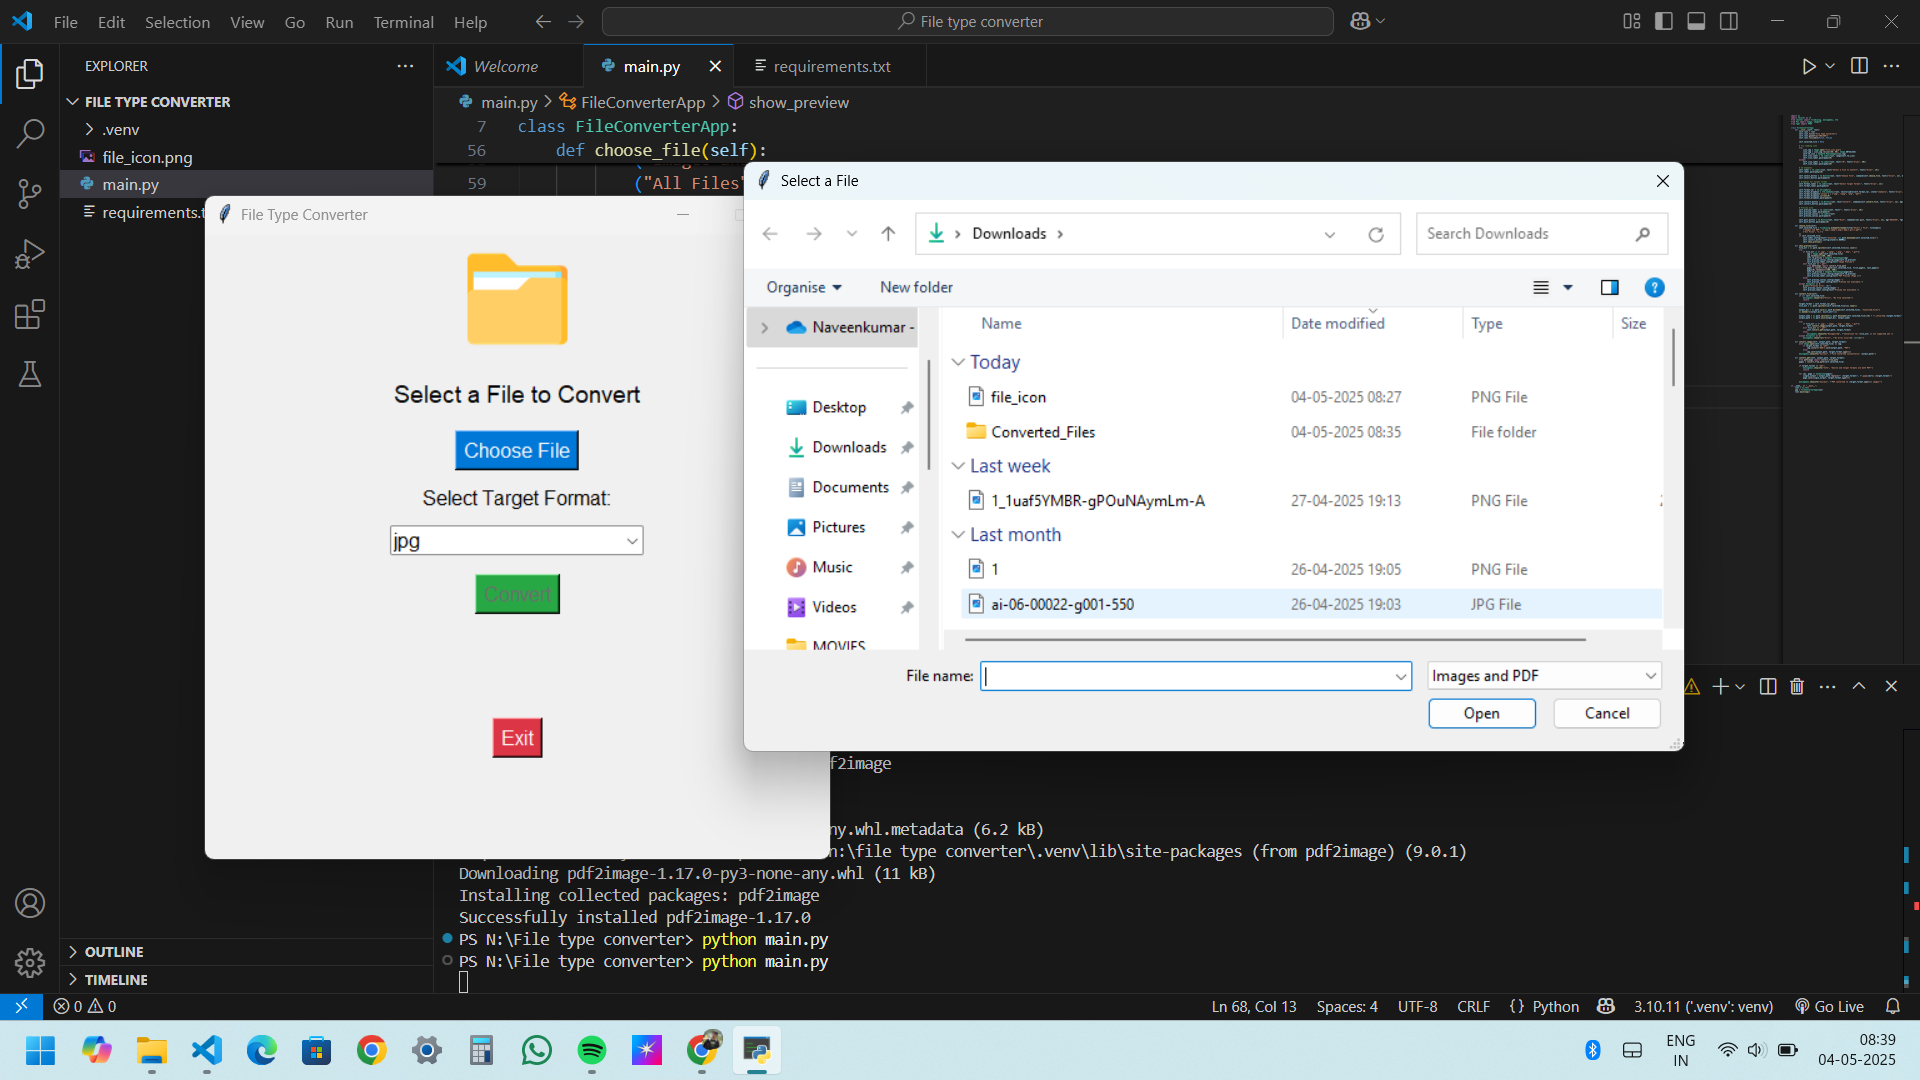 File Edit Selection View Go Run Terminal Help
File type converter
EXPLORER
FILE TYPE CONVERTER
.venv
file_icon.png
main.py
requirements.t
Welcome
main.py
requirements.txt
main.py > FileConverterApp > show_preview
7 class FileConverterApp:
56 def choose_file(self):
59 ("All Files"
File Type Converter
Select a File to Convert
Choose File
Select Target Format:
jpg
Convert
Exit
Select a File
Downloads
Search Downloads
Organise
New folder
Naveenkumar -
Desktop
Downloads
Documents
Pictures
Music
Videos
MOVIES
Name Date modified Type Size
Today
file_icon 04-05-2025 08:27 PNG File
Converted_Files 04-05-2025 08:35 File folder
Last week
1_1uaf5YMBR-gPOuNAymLm-A 27-04-2025 19:13 PNG File
Last month
1 26-04-2025 19:05 PNG File
ai-06-00022-g001-550 26-04-2025 19:03 JPG File
File name:
Images and PDF
Open
Cancel
f2image
ny.whl.metadata (6.2 kB)
n:\file type converter\.venv\lib\site-packages (from pdf2image) (9.0.1)
Downloading pdf2image-1.17.0-py3-none-any.whl (11 kB)
Installing collected packages: pdf2image
Successfully installed pdf2image-1.17.0
PS N:\File type converter> python main.py
PS N:\File type converter> python main.py
OUTLINE
TIMELINE
0 0
Ln 68, Col 13 Spaces: 4 UTF-8 CRLF {} Python 3.10.11 ('.venv': venv) Go Live
ENG
IN
08:39
04-05-2025